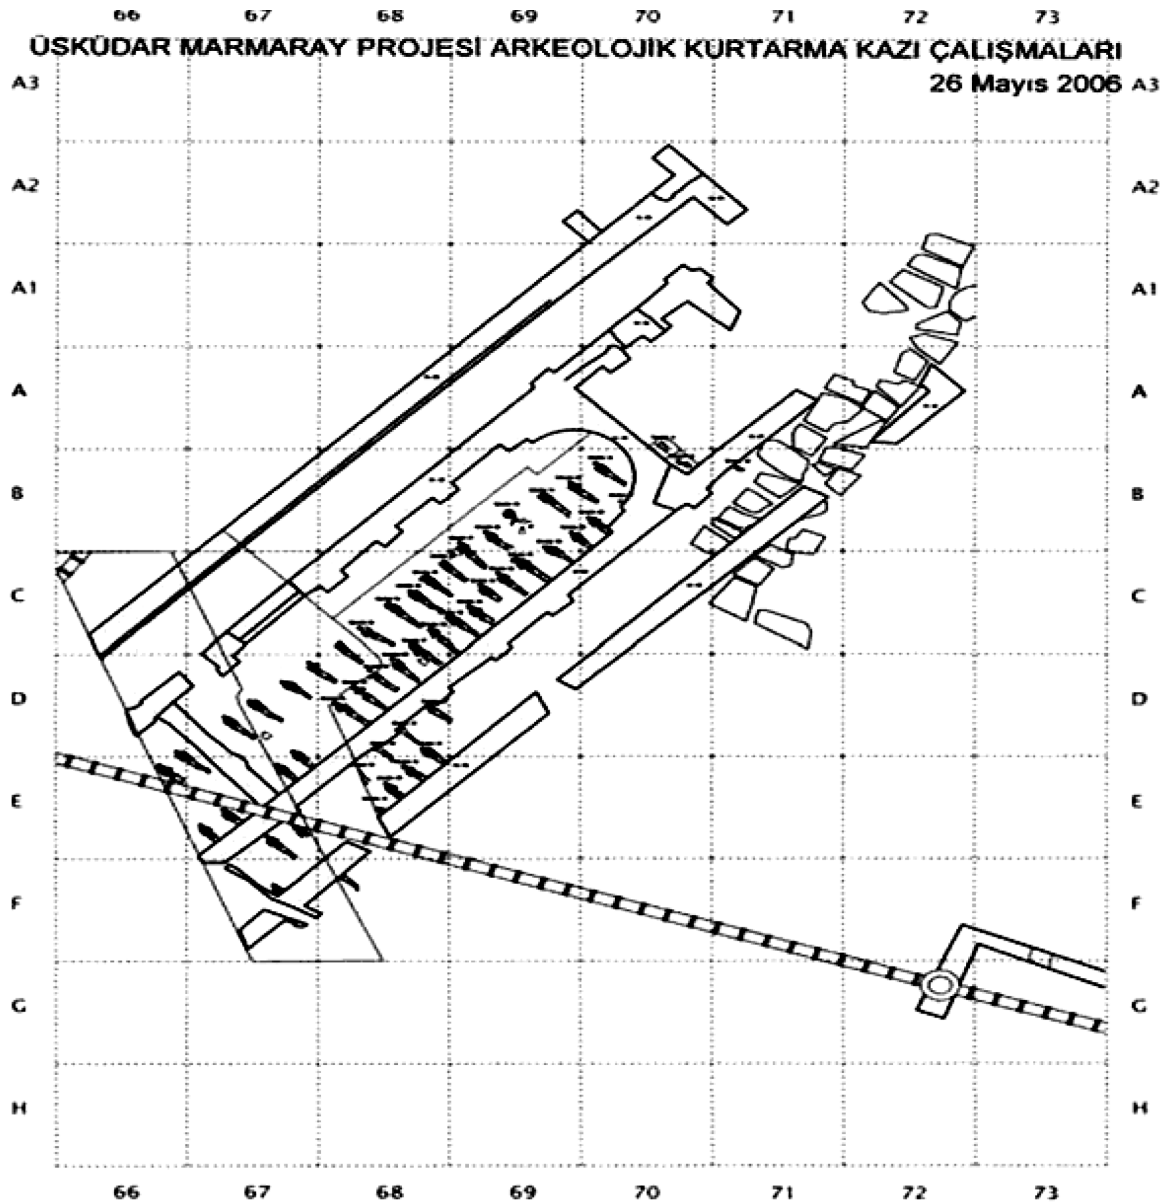 66 67 68 69 70 71 72 73
ÜSKÜDAR MARMARAY PROJESİ ARKEOLOJİK KURTARMA KAZI ÇALIŞMALARI
A3 26 Mayıs 2006 A3
A2 A2
A1 A1
A A
B B
C C
D D
E E
F F
G G
H H
66 67 68 69 70 71 72 73